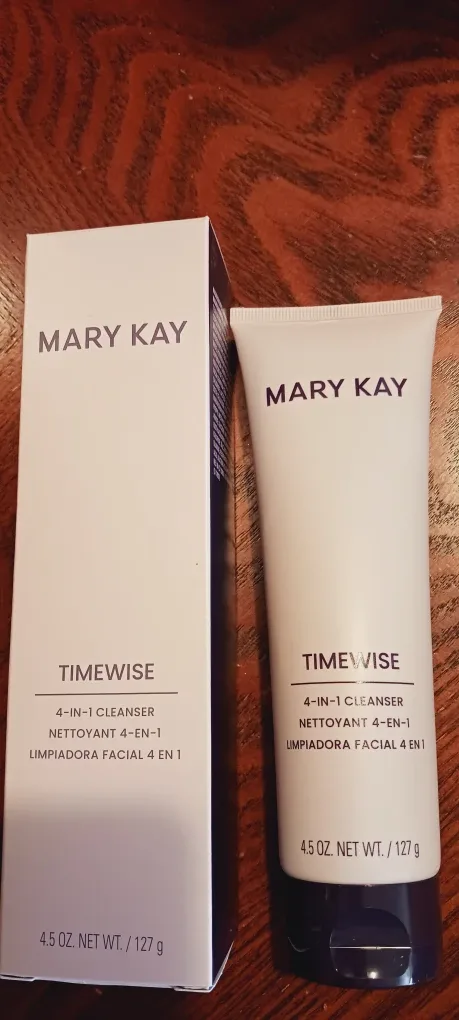 MARY KAY
TIMEWISE
4-IN-1 CLEANSER
NETTOYANT 4-EN-1
LIMPIADORA FACIAL 4 EN 1
4.5 OZ. NET WT. / 127 g
MARY KAY
TIMEWISE
4-IN-1 CLEANSER
NETTOYANT 4-EN-1
LIMPIADORA FACIAL 4 EN 1
4.5 OZ. NET WT. / 127 g